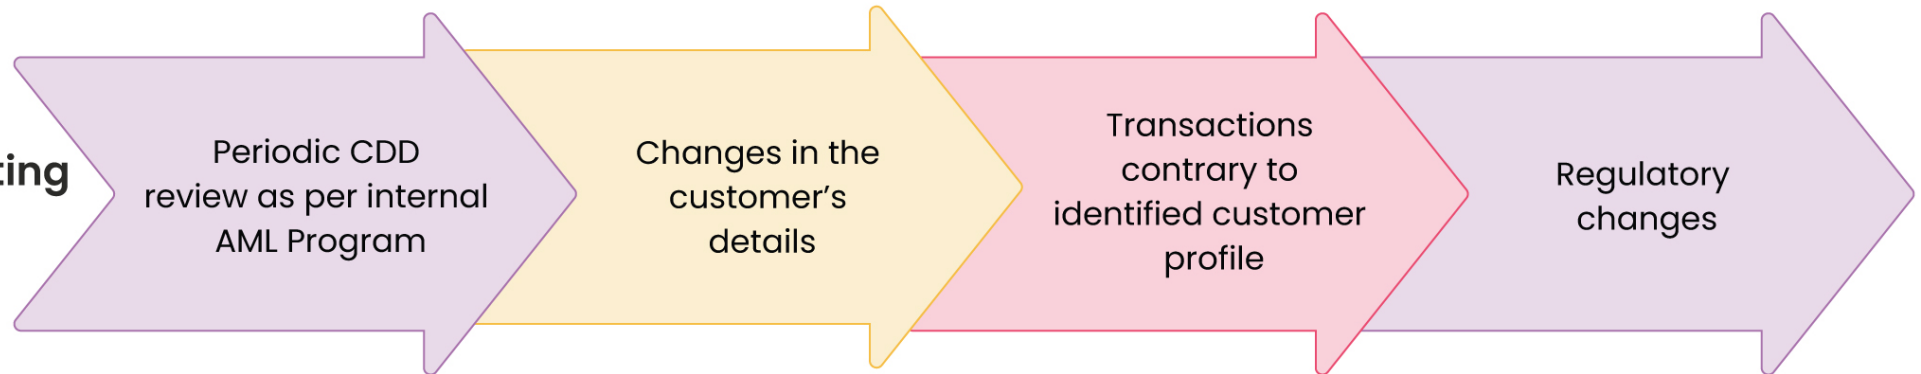 Periodic CDD
review as per internal
AML Program
Changes in the
customer’s
details
Transactions
contrary to
identified customer
profile
Regulatory
changes